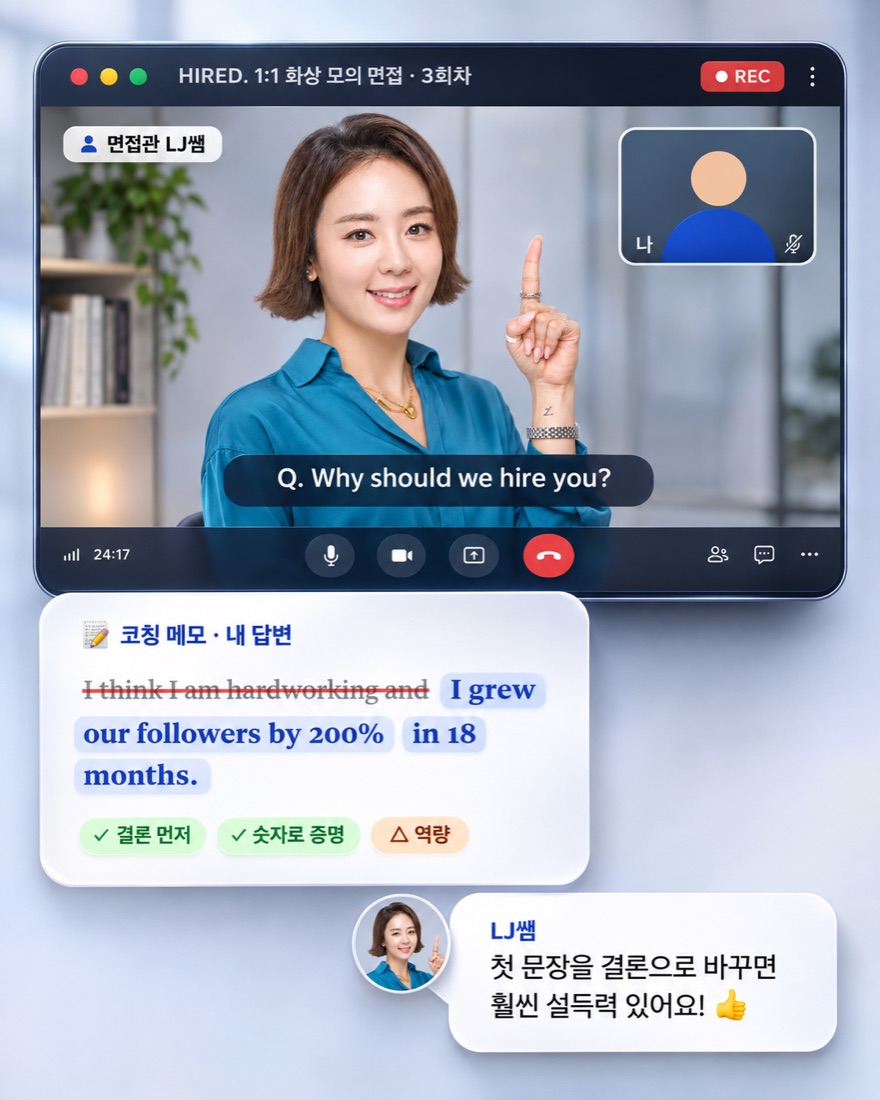 HIRED. 1:1 화상 모의 면접 · 3회차
REC
면접관 LJ쌤
나
Q. Why should we hire you?
24:17
코칭 메모 · 내 답변
I think I am hardworking and I grew
our followers by 200% in 18
months.
✓ 결론 먼저 ✓ 숫자로 증명 △ 역량
LJ쌤
첫 문장을 결론으로 바꾸면
훨씬 설득력 있어요! 👍